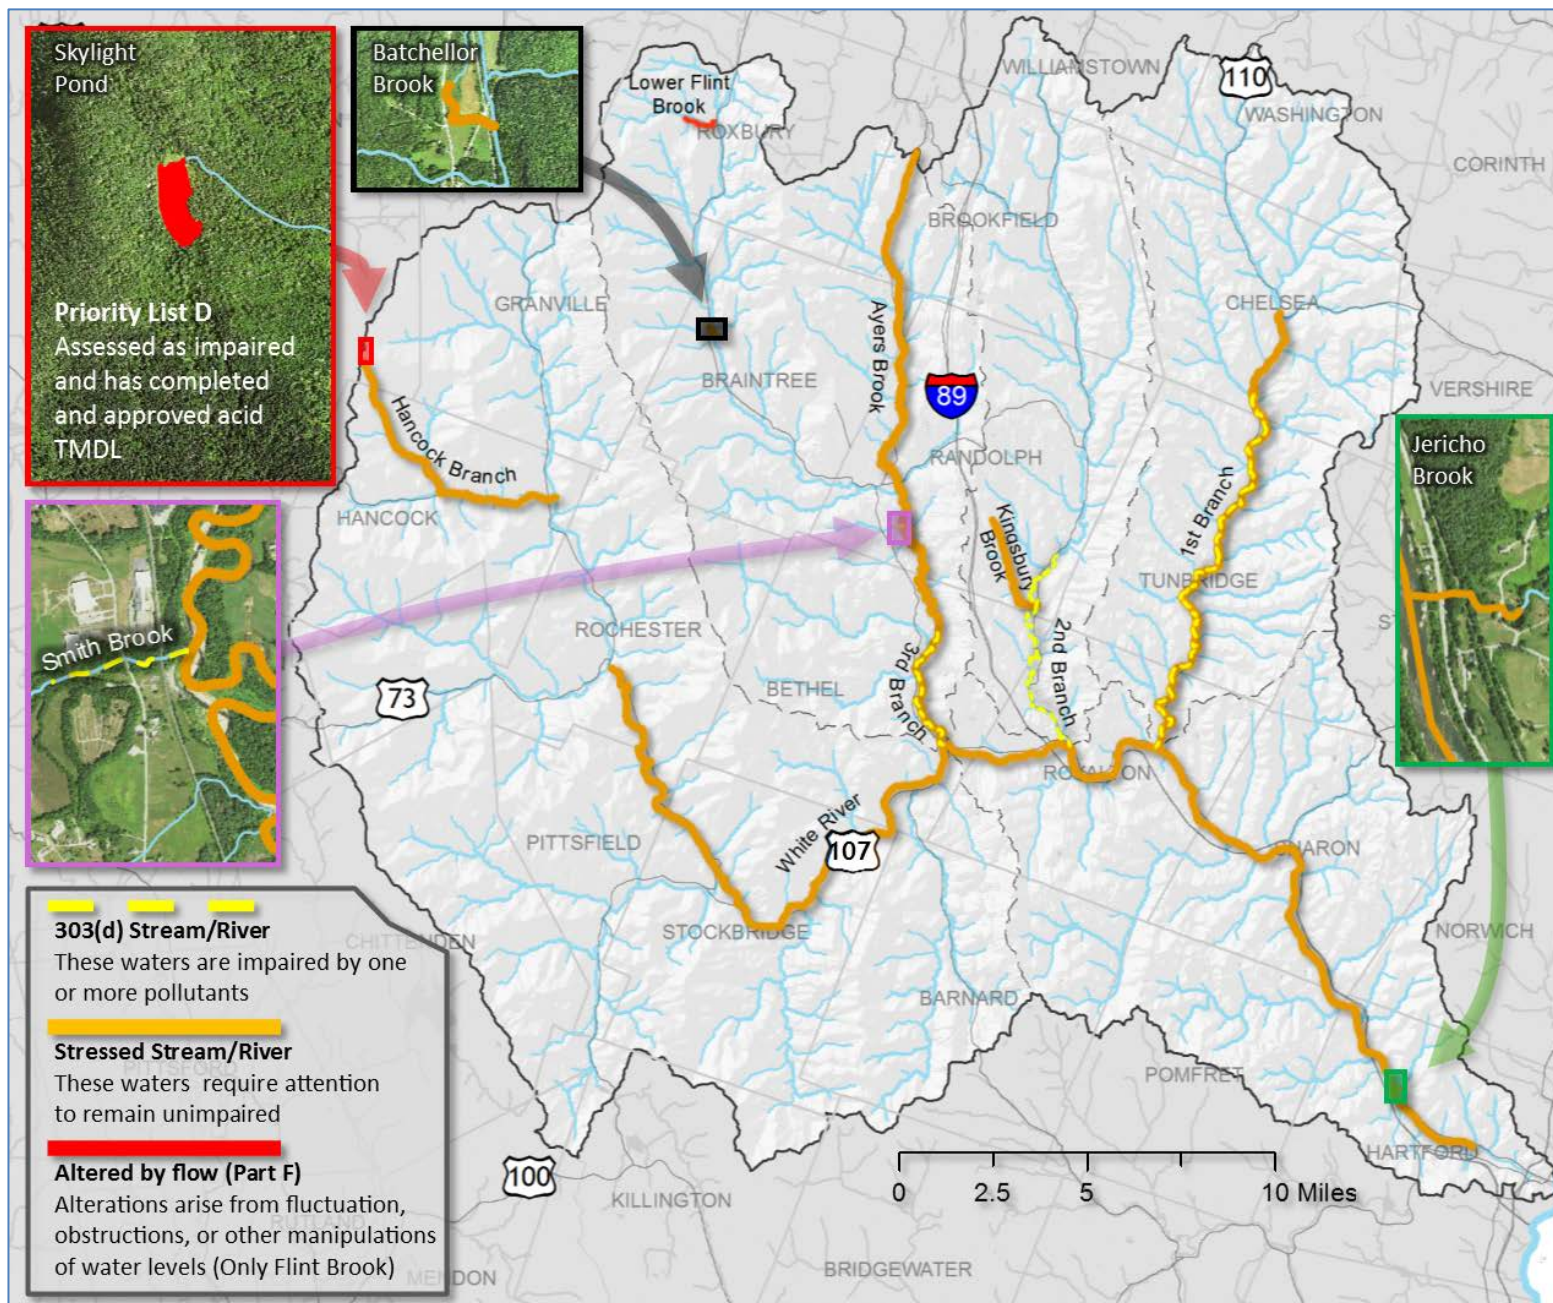 Skylight
Pond
Priority List D
Assessed as impaired
and has completed
and approved acid
TMDL
Batchellor
Brook
Lower Flint
Brook
ROXBURY
WILLIAMSTOWN
110
WASHINGTON
CORINTH
BROOKFIELD
GRANVILLE
CHELSEA
Ayers Brook
BRAINTREE
89
VERSHIRE
Hancock Branch
RANDOLPH
Jericho
Brook
HANCOCK
Kingsbury
Brook
1st Branch
TUNBRIDGE
Smith Brook
ROCHESTER
2nd Branch
3rd Branch
BETHEL
73
ROYALTON
White River
107
PITTSFIELD
SHARON
STOCKBRIDGE
NORWICH
CHITTENDEN
BARNARD
POMFRET
HARTFORD
303(d) Stream/River
These waters are impaired by one
or more pollutants
Stressed Stream/River
PITTSFORD
These waters require attention
to remain unimpaired
Altered by flow (Part F)
Alterations arise from fluctuation,
RUTLAND
obstructions, or other manipulations
of water levels (Only Flint Brook)
MENDON
100
KILLINGTON
0 2.5 5 10 Miles
BRIDGEWATER